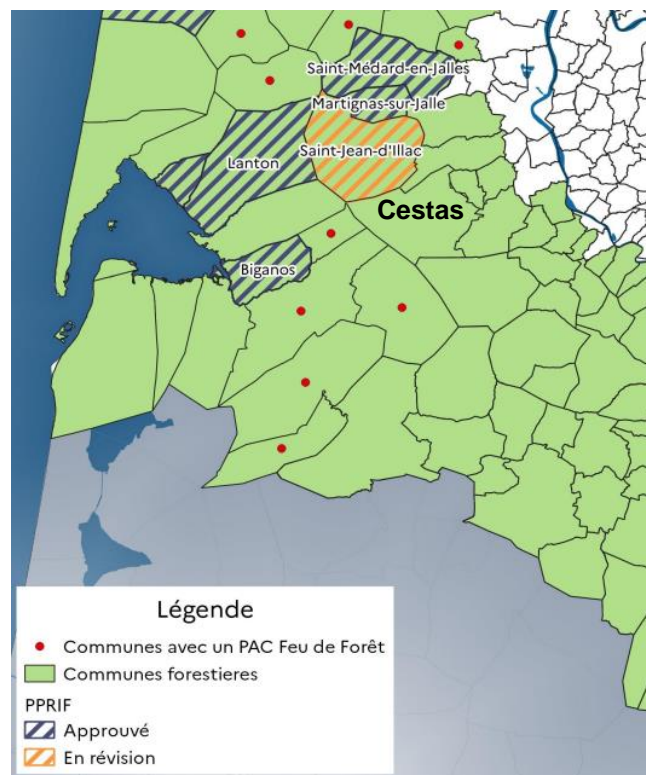 Saint-Médard-en-Jalles
Martignas-sur-Jalle
Saint-Jean-d'Illac
Lanton
Cestas
Biganos
Légende
Communes avec un PAC Feu de Forêt
Communes forestieres
PPRIF
Approuvé
En révision